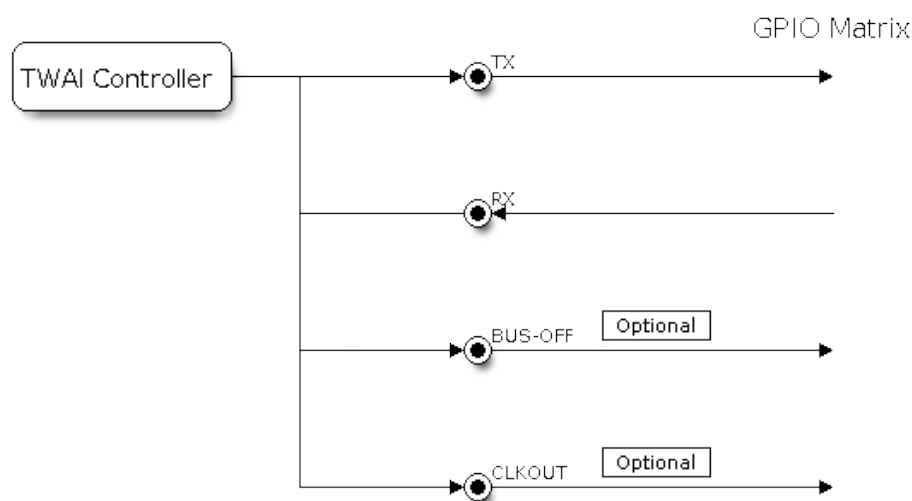 GPIO Matrix
TWAI Controller
TX
RX
BUS-OFF
Optional
CLKOUT
Optional